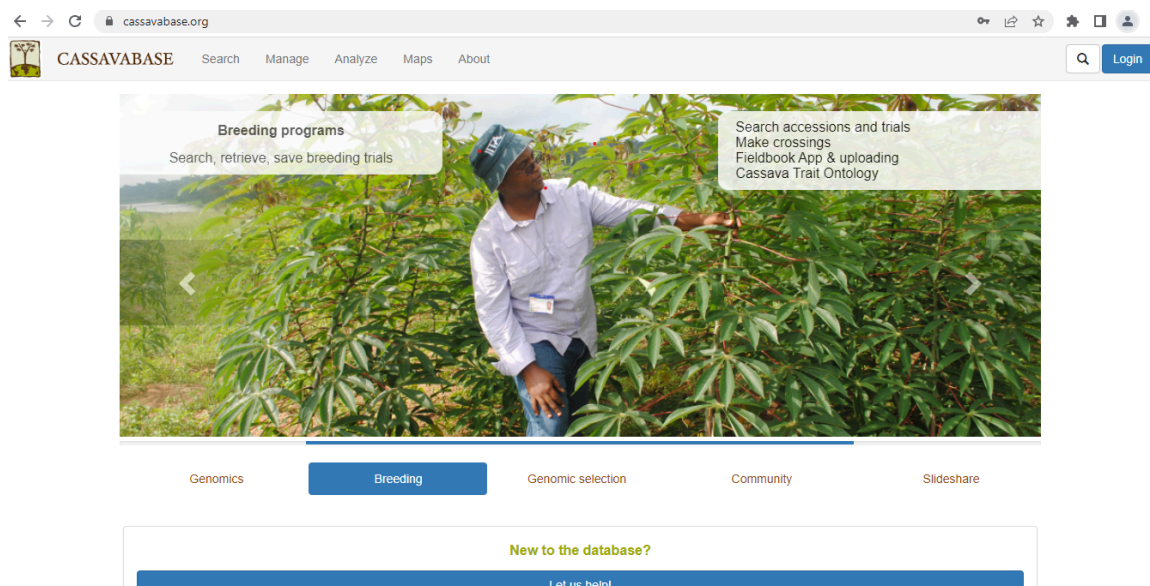 cassavabase.org
CASSAVABASE Search Manage Analyze Maps About Login
Breeding programs
Search, retrieve, save breeding trials
Search accessions and trials
Make crossings
Fieldbook App & uploading
Cassava Trait Ontology
IITA
Genomics Breeding Genomic selection Community Slideshare
New to the database?
Let us help!